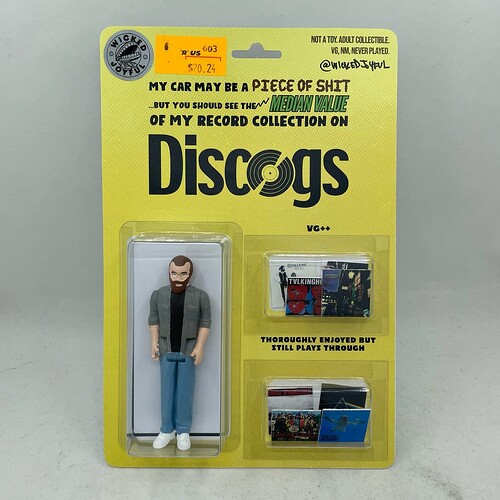 WICKED JOYFUL
R US 603
$20.24
NOT A TOY. ADULT COLLECTIBLE.
VG, NM, NEVER PLAYED.
@WICKEDJOYFUL
MY CAR MAY BE A PIECE OF SHIT
...BUT YOU SHOULD SEE THE MEDIAN VALUE
OF MY RECORD COLLECTION ON
Discogs
VG++
TALKING H
THOROUGHLY ENJOYED BUT
STILL PLAYS THROUGH